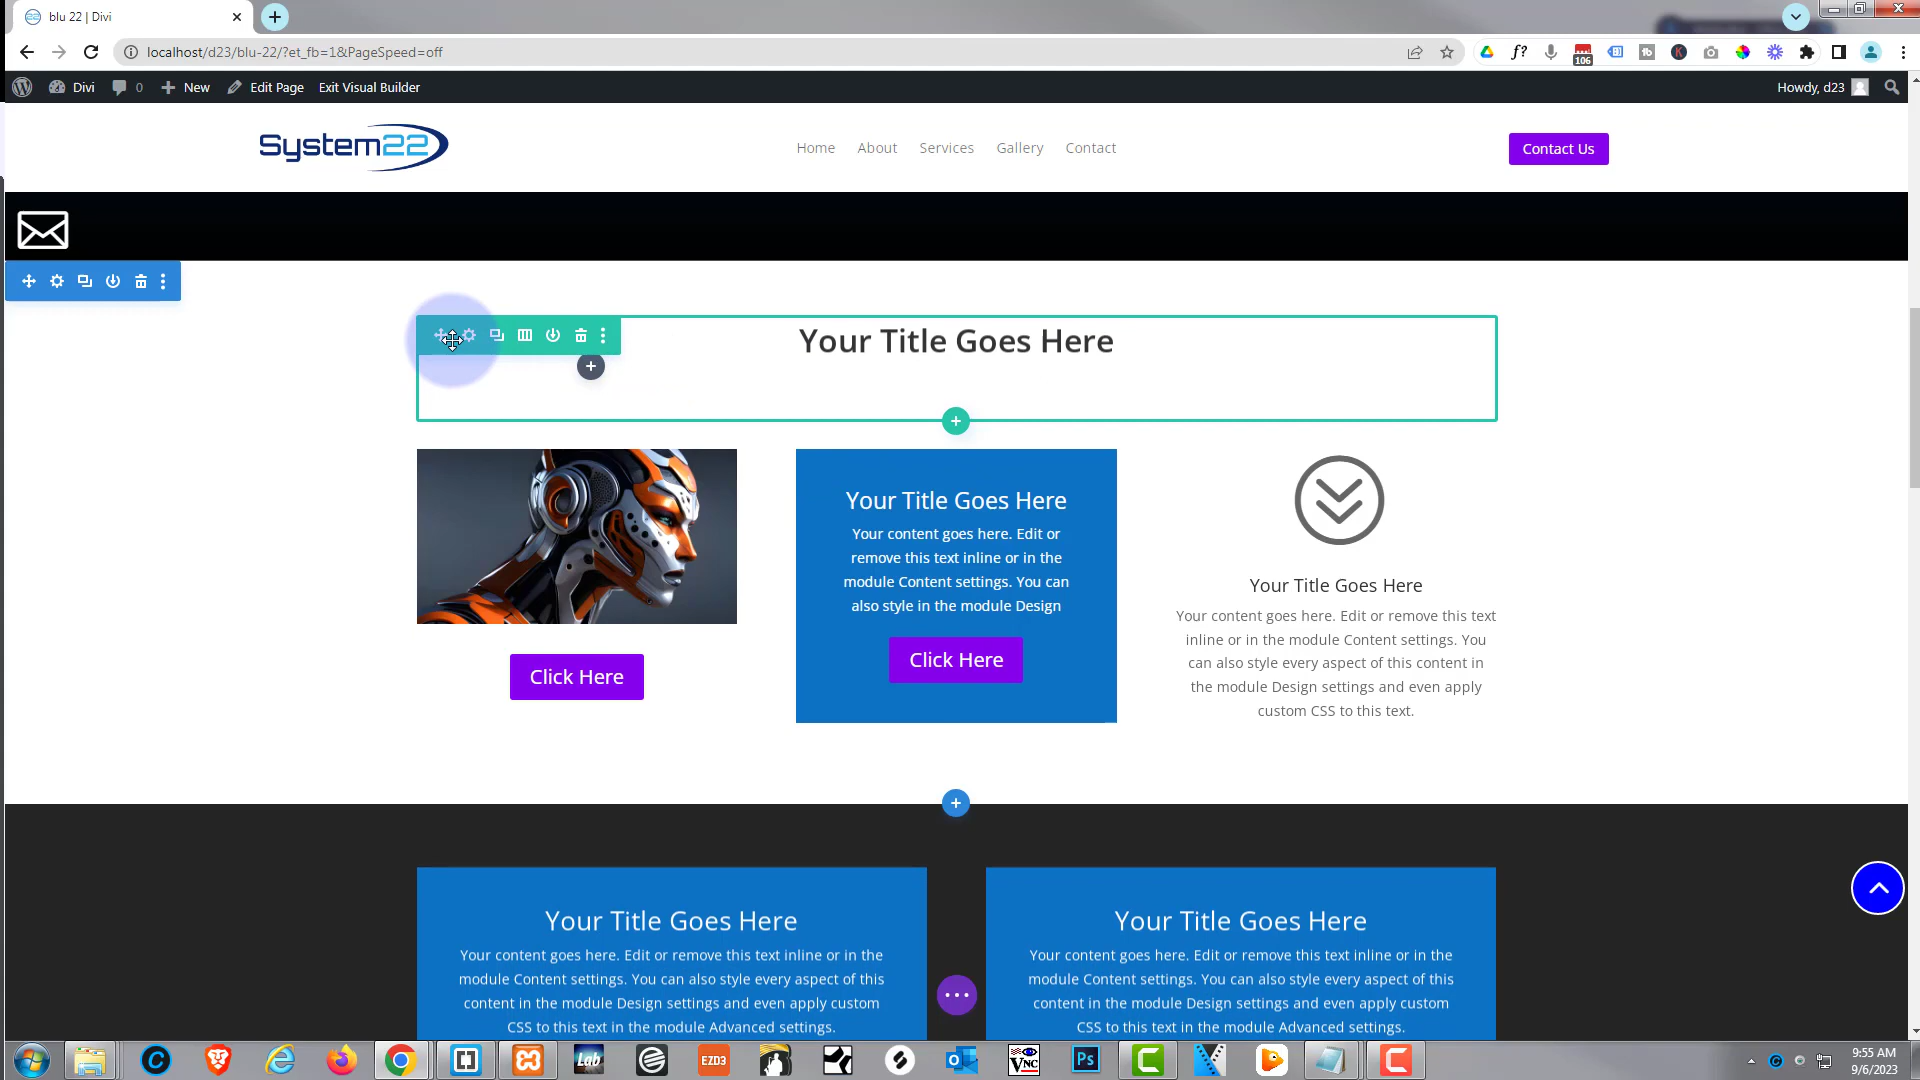 blu 22 | Divi
localhost/d23/blu-22/?et_fb=1&PageSpeed=off
f?
106
tb
K
Divi
0
New
Edit Page
Exit Visual Builder
Howdy, d23
System22
Home
About
Services
Gallery
Contact
Contact Us
Your Title Goes Here
Click Here
Your Title Goes Here
Your content goes here. Edit or
remove this text inline or in the
module Content settings. You can
also style in the module Design
Click Here
Your Title Goes Here
Your content goes here. Edit or remove this text
inline or in the module Content settings. You
can also style every aspect of this content in
the module Design settings and even apply
custom CSS to this text.
Your Title Goes Here
Your content goes here. Edit or remove this text inline or in the
module Content settings. You can also style every aspect of this
content in the module Design settings and even apply custom
CSS to this text in the module Advanced settings.
Your Title Goes Here
Your content goes here. Edit or remove this text inline or in the
module Content settings. You can also style every aspect of this
content in the module Design settings and even apply custom
CSS to this text in the module Advanced settings.
Lab
EZD3
VNC
Ps
9:55 AM
9/6/2023